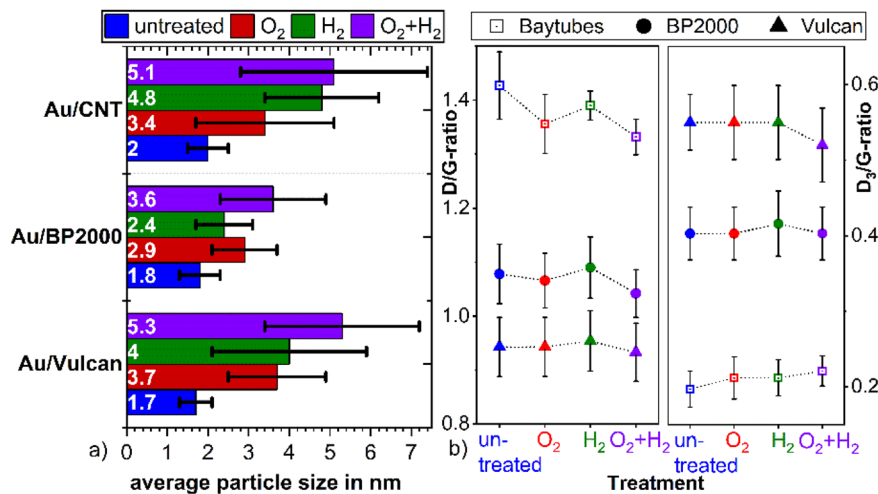 untreated O₂ H₂ O₂+H₂
Au/CNT
5.1
4.8
3.4
2
Au/BP2000
3.6
2.4
2.9
1.8
Au/Vulcan
5.3
4
3.7
1.7
0 1 2 3 4 5 6 7
a)
average particle size in nm
Baytubes BP2000 Vulcan
D/G-ratio
1.4
1.2
1.0
0.8
D₃/G-ratio
0.6
0.4
0.2
b)
un-
treated O₂ H₂ O₂+H₂
un-
treated O₂ H₂ O₂+H₂
Treatment